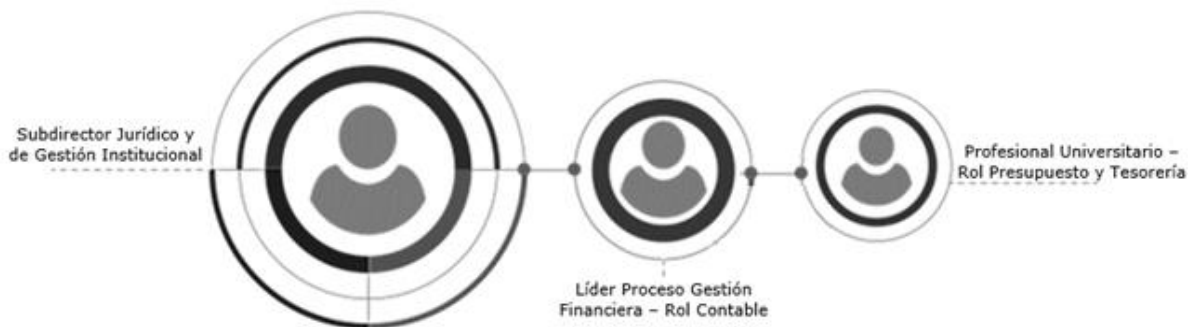 Subdirector Jurídico y
de Gestión Institucional
Líder Proceso Gestión
Financiera – Rol Contable
Profesional Universitario –
Rol Presupuesto y Tesorería